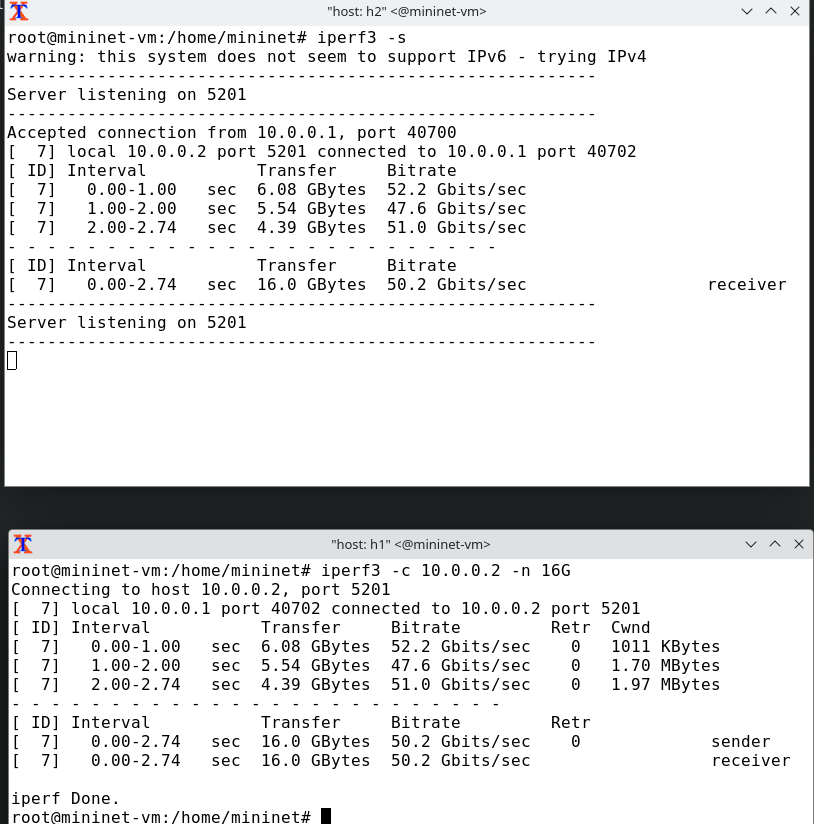 "host: h2" <@mininet-vm>
root@mininet-vm:/home/mininet# iperf3 -s
warning: this system does not seem to support IPv6 - trying IPv4
-----------------------------------------------------------
Server listening on 5201
-----------------------------------------------------------
Accepted connection from 10.0.0.1, port 40700
[  7] local 10.0.0.2 port 5201 connected to 10.0.0.1 port 40702
[ ID] Interval           Transfer     Bitrate
[  7]   0.00-1.00   sec  6.08 GBytes  52.2 Gbits/sec
[  7]   1.00-2.00   sec  5.54 GBytes  47.6 Gbits/sec
[  7]   2.00-2.74   sec  4.39 GBytes  51.0 Gbits/sec
- - - - - - - - - - - - - - - - - - - - - - - - -
[ ID] Interval           Transfer     Bitrate
[  7]   0.00-2.74   sec  16.0 GBytes  50.2 Gbits/sec                  receiver
-----------------------------------------------------------
Server listening on 5201
-----------------------------------------------------------
"host: h1" <@mininet-vm>
root@mininet-vm:/home/mininet# iperf3 -c 10.0.0.2 -n 16G
Connecting to host 10.0.0.2, port 5201
[  7] local 10.0.0.1 port 40702 connected to 10.0.0.2 port 5201
[ ID] Interval           Transfer     Bitrate         Retr  Cwnd
[  7]   0.00-1.00   sec  6.08 GBytes  52.2 Gbits/sec    0   1011 KBytes
[  7]   1.00-2.00   sec  5.54 GBytes  47.6 Gbits/sec    0   1.70 MBytes
[  7]   2.00-2.74   sec  4.39 GBytes  51.0 Gbits/sec    0   1.97 MBytes
- - - - - - - - - - - - - - - - - - - - - - - - -
[ ID] Interval           Transfer     Bitrate         Retr
[  7]   0.00-2.74   sec  16.0 GBytes  50.2 Gbits/sec    0             sender
[  7]   0.00-2.74   sec  16.0 GBytes  50.2 Gbits/sec                  receiver
iperf Done.
root@mininet-vm:/home/mininet#